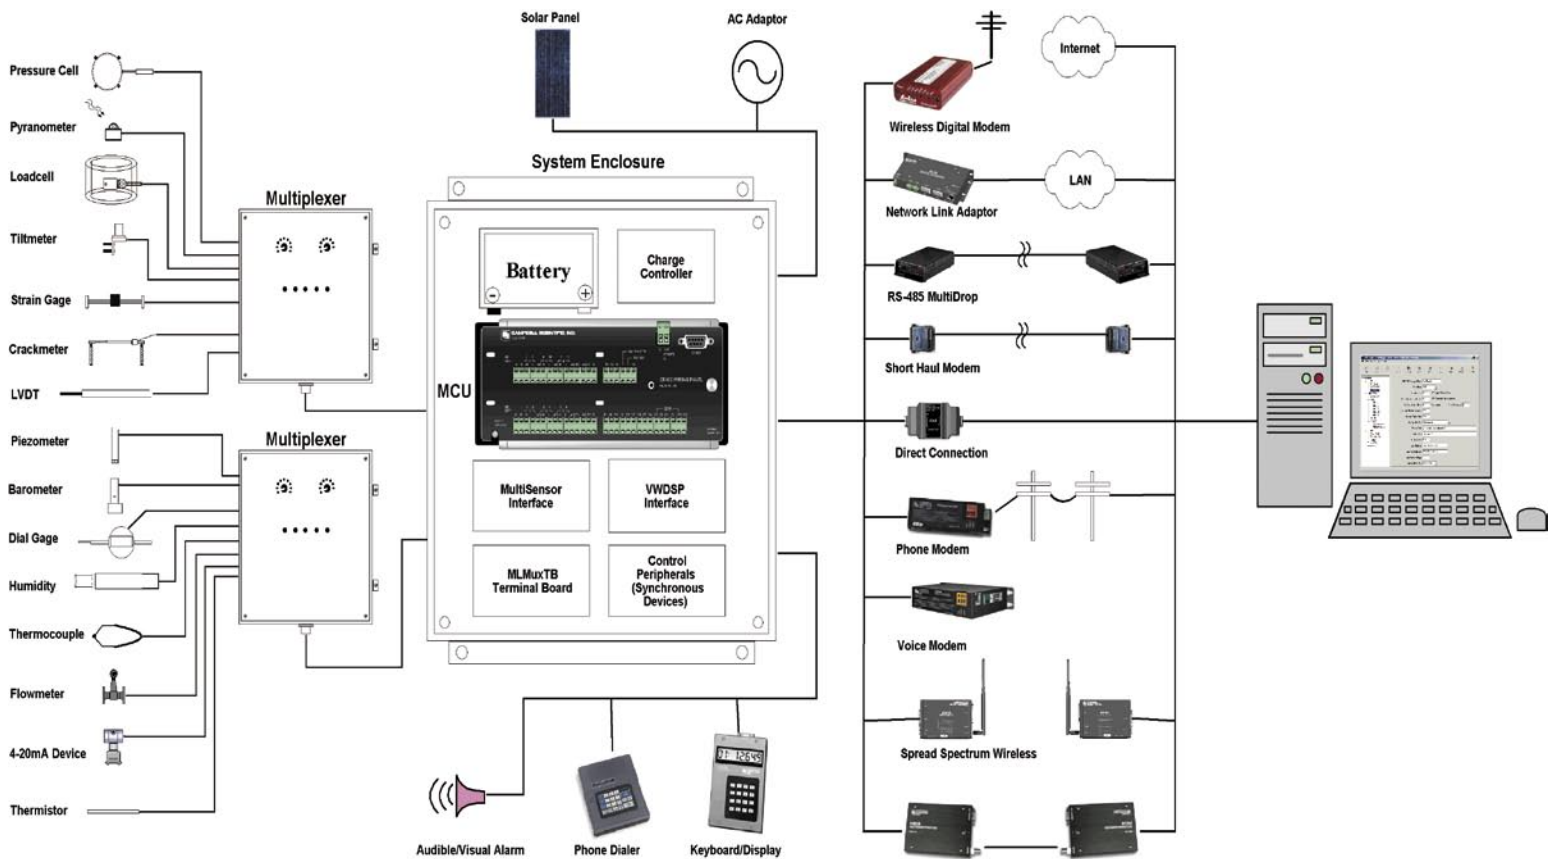 Solar Panel
AC Adaptor
Pressure Cell
Pyranometer
Loadcell
Tiltmeter
Strain Gage
Crackmeter
LVDT
Piezometer
Barometer
Dial Gage
Humidity
Thermocouple
Flowmeter
4-20mA Device
Thermistor
Multiplexer
Multiplexer
System Enclosure
Battery
Charge
Controller
CAMPBELL SCIENTIFIC INC.
MCU
MultiSensor
Interface
VWDSP
Interface
MLMuxTB
Terminal Board
Control
Peripherals
(Synchronous
Devices)
Audible/Visual Alarm
Phone Dialer
Keyboard/Display
Internet
Wireless Digital Modem
LAN
Network Link Adaptor
RS-485 MultiDrop
Short Haul Modem
Direct Connection
Phone Modem
Voice Modem
Spread Spectrum Wireless